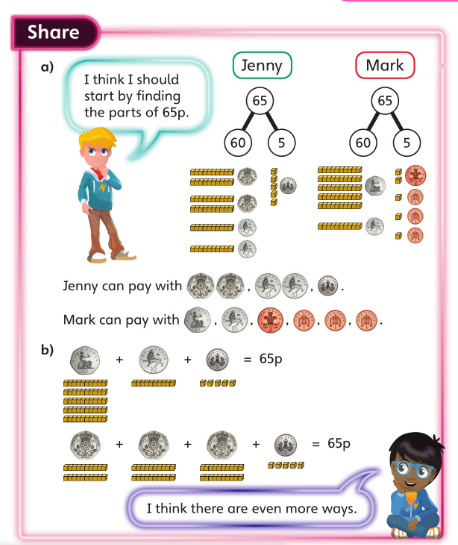 Share
a)
I think I should
start by finding
the parts of 65p.
Jenny
Mark
65
65
60 5
60 5
Jenny can pay with , , .
Mark can pay with , , , , , .
b)
+ + = 65p
+ + + = 65p
I think there are even more ways.